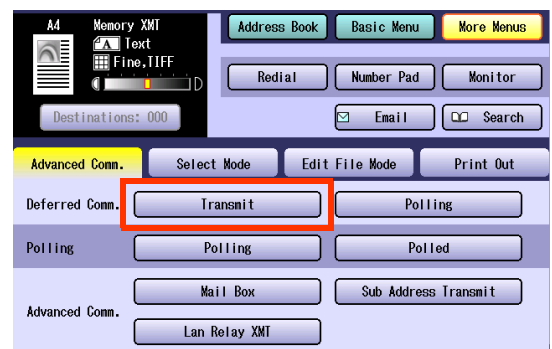 A4 Memory XMT Address Book Basic Menu More Menus
A Text
Fine,TIFF
D Redial Number Pad Monitor
Destinations: 000 Email Search
Advanced Comm. Select Mode Edit File Mode Print Out
Deferred Comm. Transmit Polling
Polling Polling Polled
Mail Box Sub Address Transmit
Advanced Comm.
Lan Relay XMT